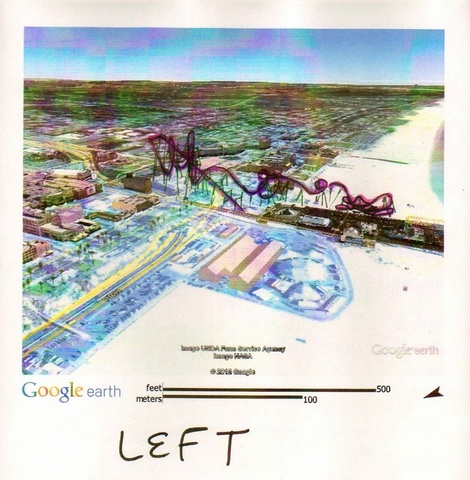 Image USDA Farm Service Agency
Image NASA
© 2012 Google
Google earth
Google earth
feet 500
meters 100
LEFT